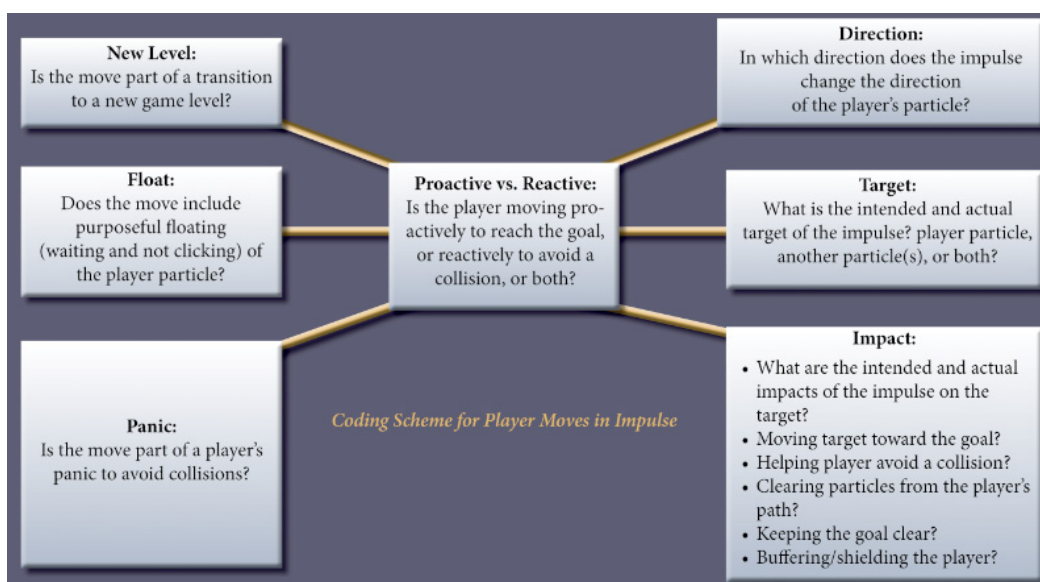 New Level:
Is the move part of a transition
to a new game level?
Float:
Does the move include
purposeful floating
(waiting and not clicking) of
the player particle?
Panic:
Is the move part of a player's
panic to avoid collisions?
Proactive vs. Reactive:
Is the player moving pro-
actively to reach the goal,
or reactively to avoid a
collision, or both?
Coding Scheme for Player Moves in Impulse
Direction:
In which direction does the impulse
change the direction
of the player's particle?
Target:
What is the intended and actual
target of the impulse? player particle,
another particle(s), or both?
Impact:
• What are the intended and actual
impacts of the impulse on the
target?
• Moving target toward the goal?
• Helping player avoid a collision?
• Clearing particles from the player's
path?
• Keeping the goal clear?
• Buffering/shielding the player?